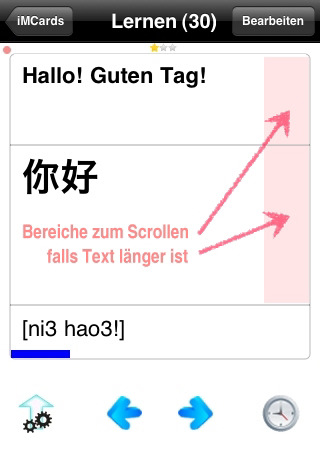 iMCards
Lernen (30)
Bearbeiten
Hallo! Guten Tag!
你好
Bereiche zum Scrollen
falls Text länger ist
[ni3 hao3!]